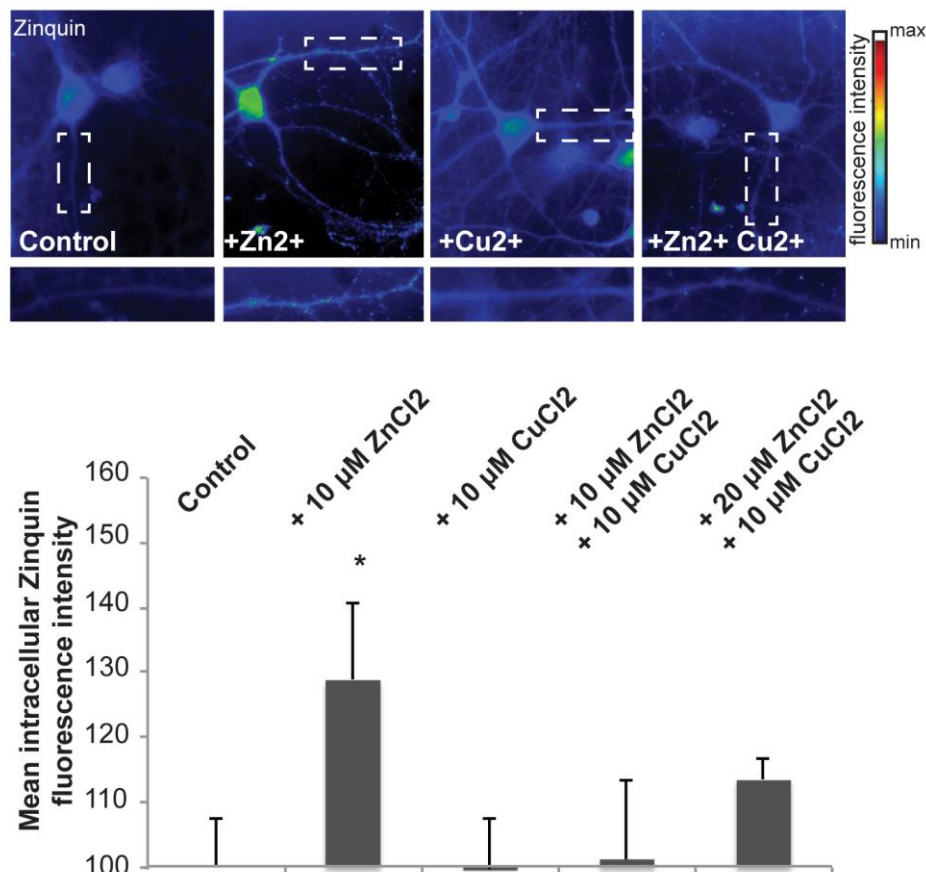 Zinquin
Control
+Zn2+
+Cu2+
+Zn2+ Cu2+
fluorescence intensity
max
min
Control
+ 10 µM ZnCl2
+ 10 µM CuCl2
+ 10 µM ZnCl2
+ 10 µM CuCl2
+ 20 µM ZnCl2
+ 10 µM CuCl2
Mean intracellular Zinquin
fluorescence intensity
160
150
140
130
120
110
100
*